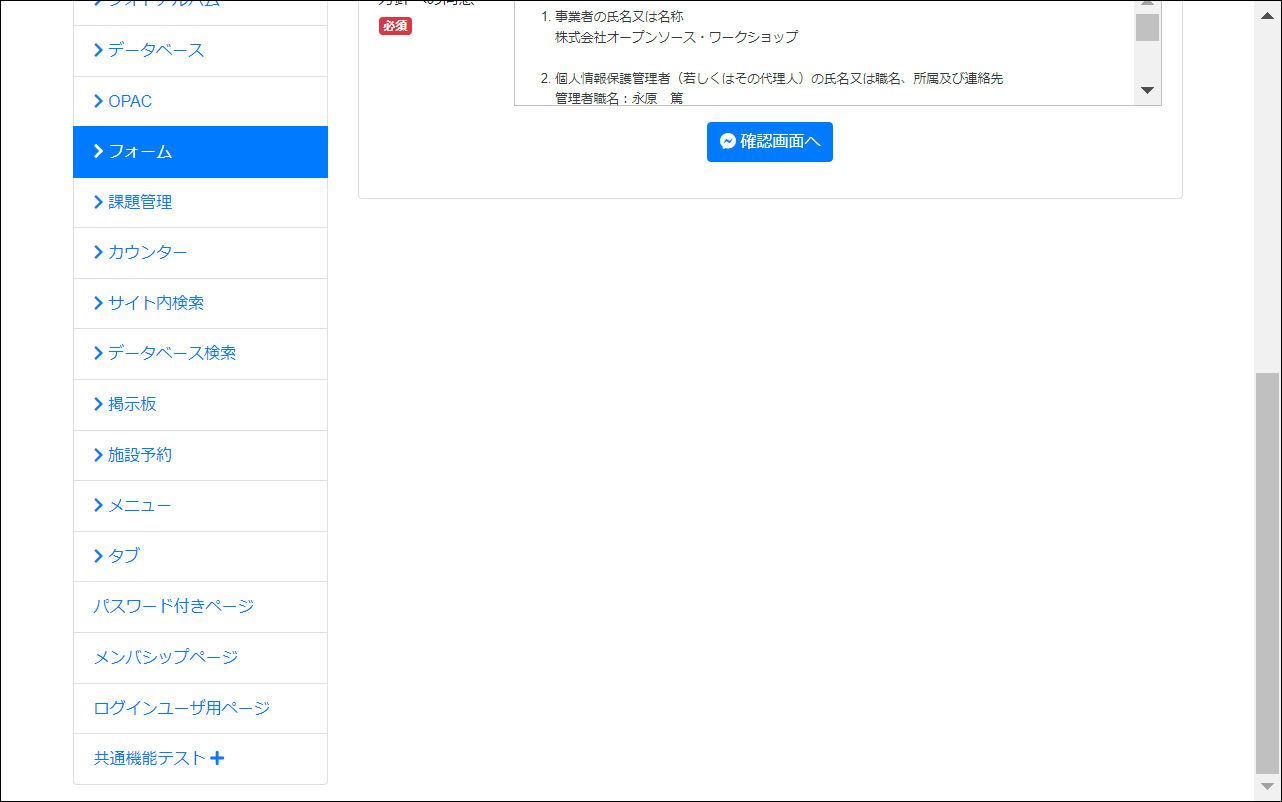 データベース
OPAC
フォーム
課題管理
カウンター
サイト内検索
データベース検索
掲示板
施設予約
メニュー
タブ
パスワード付きページ
メンバシップページ
ログインユーザ用ページ
共通機能テスト
必須
1. 事業者の氏名又は名称
株式会社オープンソース・ワークショップ
2. 個人情報保護管理者（若しくはその代理人）の氏名又は職名、所属及び連絡先
管理者職名：永原　篤
確認画面へ